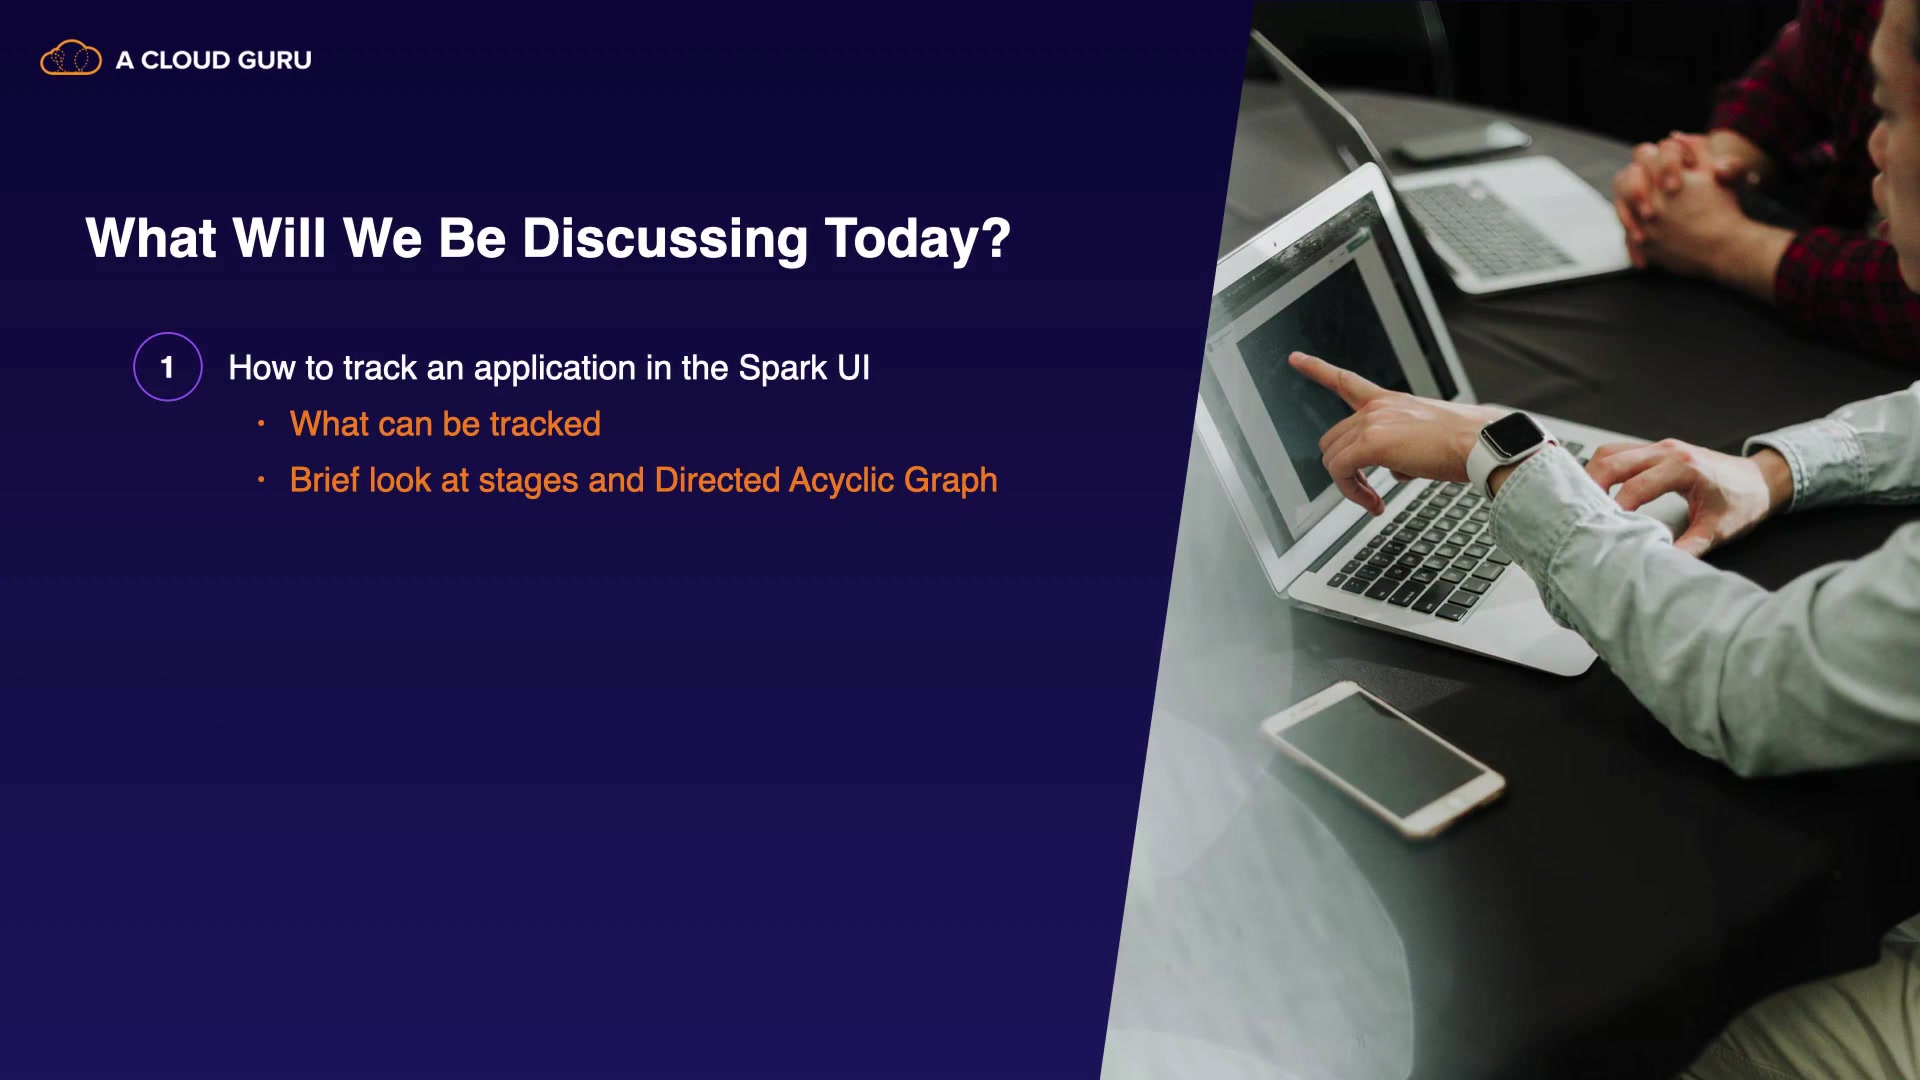 A CLOUD GURU
What Will We Be Discussing Today?
1 How to track an application in the Spark UI
· What can be tracked
· Brief look at stages and Directed Acyclic Graph